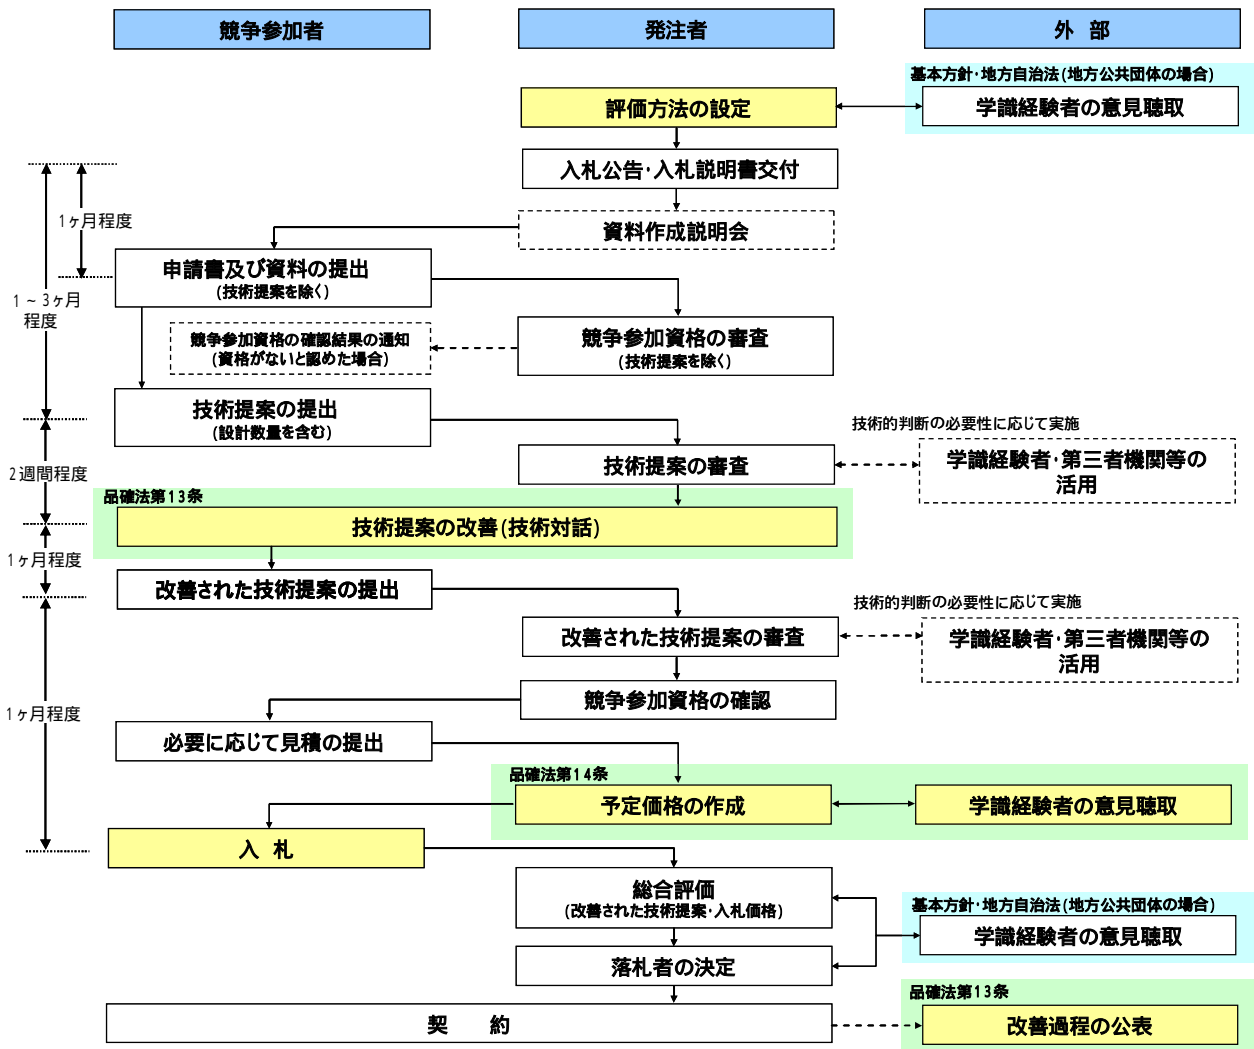 競争参加者
発注者
外 部
基本方針・地方自治法(地方公共団体の場合)
評価方法の設定
学識経験者の意見聴取
入札公告・入札説明書交付
1ヶ月程度
資料作成説明会
申請書及び資料の提出
(技術提案を除く)
1~3ヶ月
程度
競争参加資格の確認結果の通知
(資格がないと認めた場合)
競争参加資格の審査
(技術提案を除く)
技術提案の提出
(設計数量を含む)
技術的判断の必要性に応じて実施
技術提案の審査
学識経験者・第三者機関等の
活用
2週間程度
品確法第13条
技術提案の改善(技術対話)
1ヶ月程度
改善された技術提案の提出
技術的判断の必要性に応じて実施
改善された技術提案の審査
学識経験者・第三者機関等の
活用
競争参加資格の確認
1ヶ月程度
必要に応じて見積の提出
品確法第14条
予定価格の作成
学識経験者の意見聴取
入 札
総合評価
(改善された技術提案・入札価格)
基本方針・地方自治法(地方公共団体の場合)
学識経験者の意見聴取
落札者の決定
品確法第13条
契 約
改善過程の公表